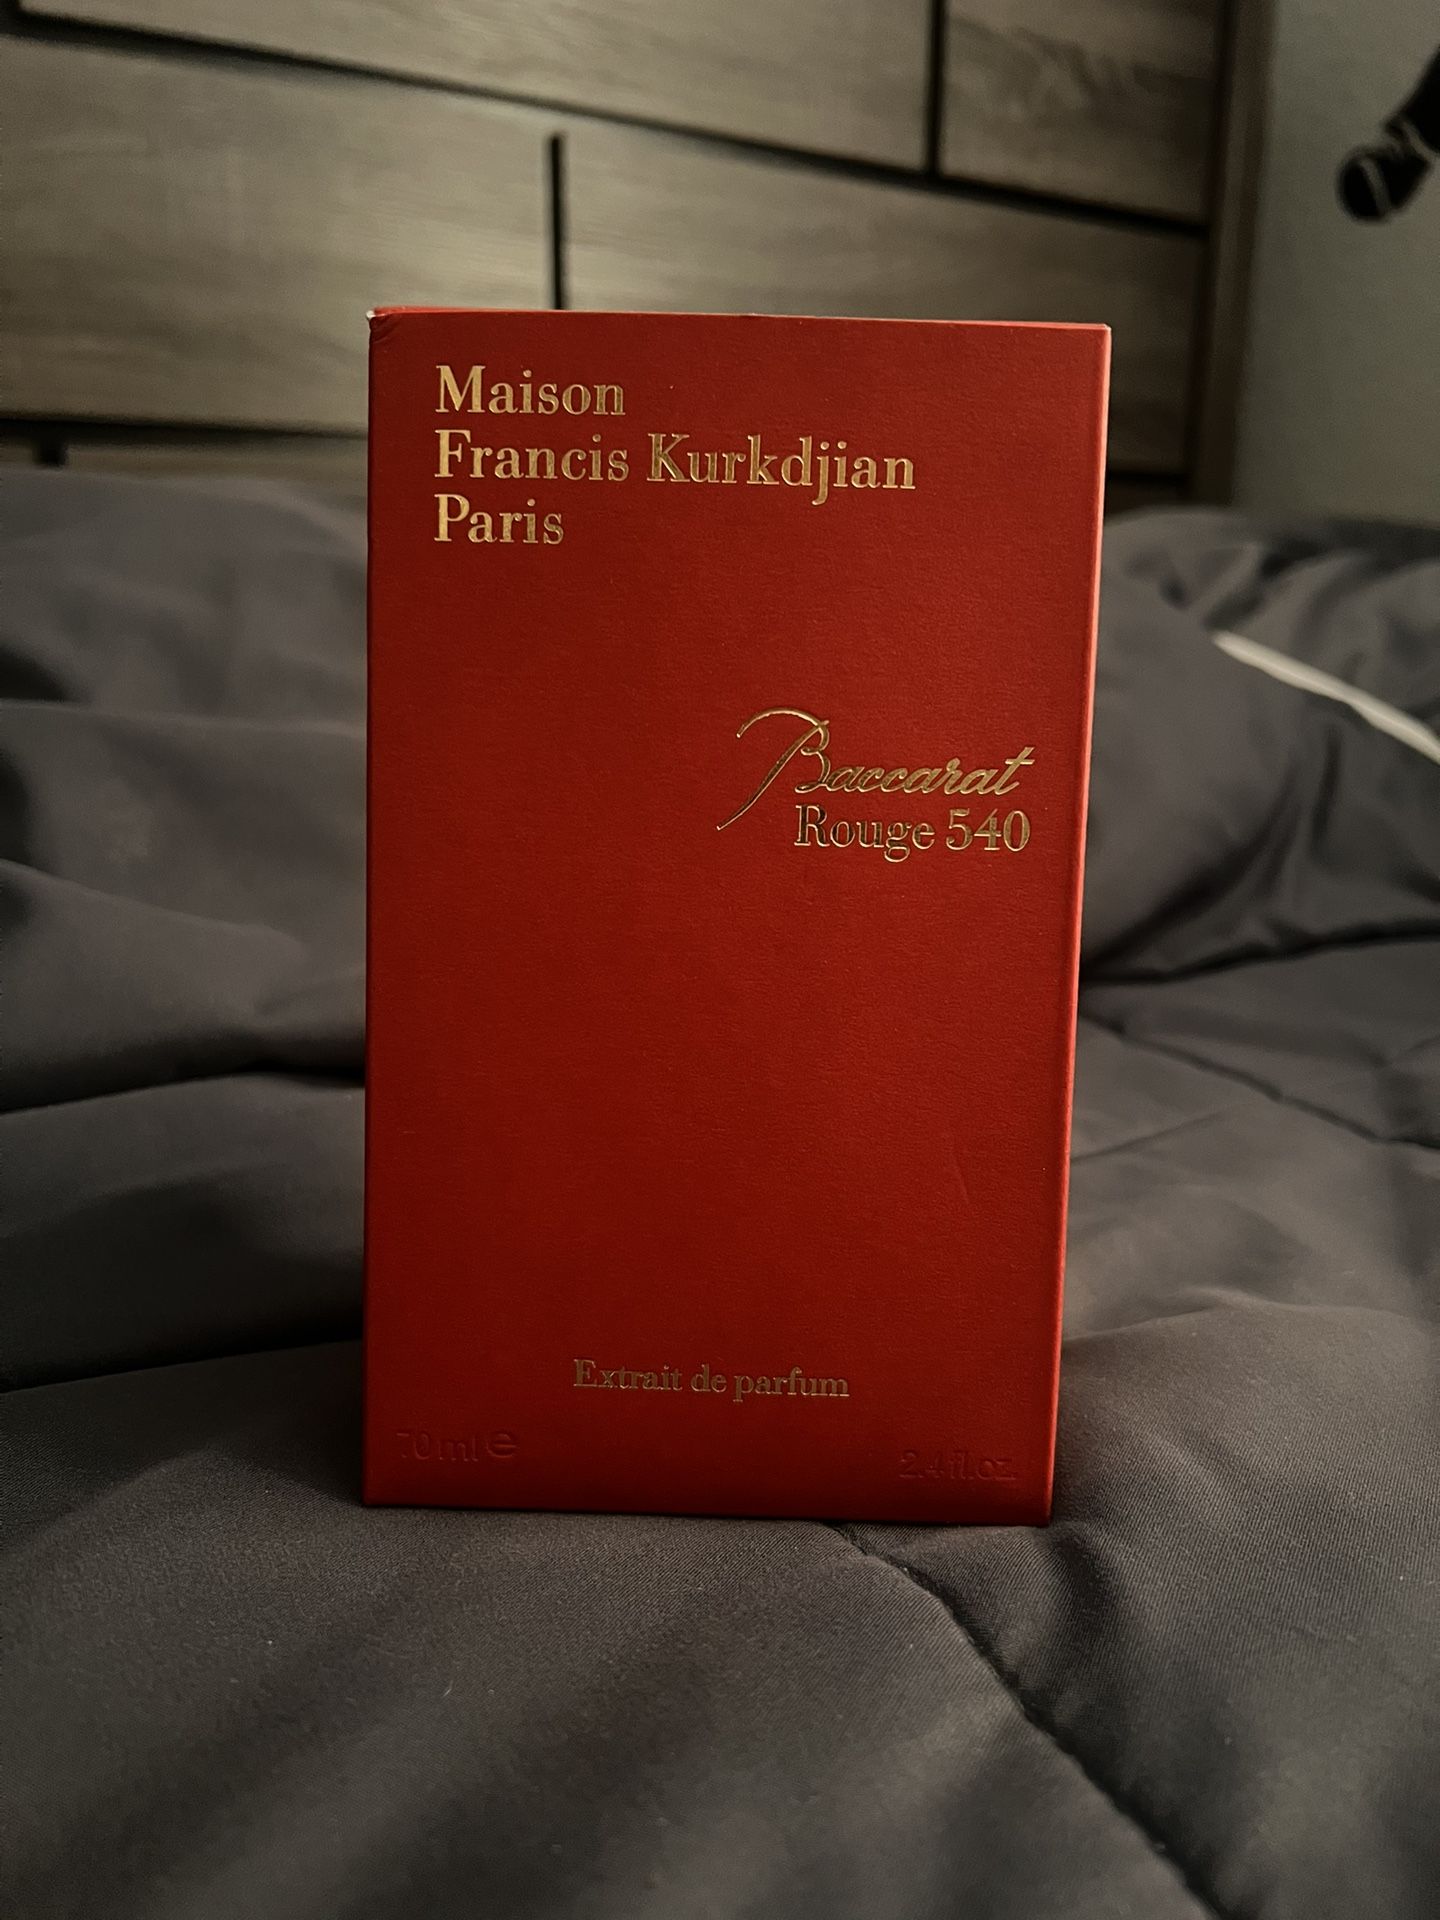 Maison
Francis Kurkdjian
Paris
Baccarat
Rouge 540
Extrait de parfum
70 ml ℮
2.4 fl.oz.